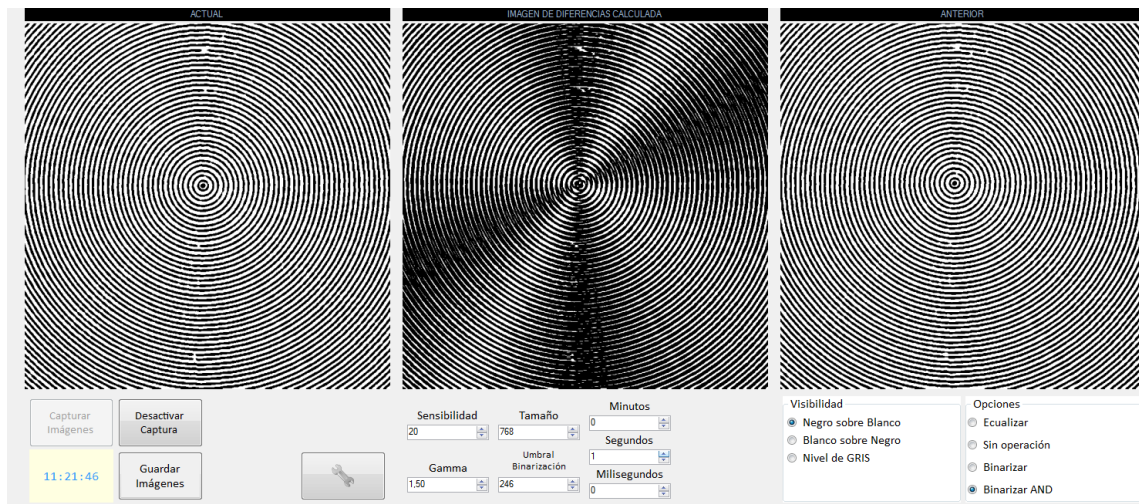 ACTUAL
IMAGEN DE DIFERENCIAS CALCULADA
ANTERIOR
Capturar
Imágenes
Desactivar
Captura
11:21:46
Guardar
Imágenes
Sensibilidad
20
Tamaño
768
Minutos
0
Segundos
1
Gamma
1,50
Umbral
Binarización
246
Milisegundos
0
Visibilidad
Negro sobre Blanco
Blanco sobre Negro
Nivel de GRIS
Opciones
Ecualizar
Sin operación
Binarizar
Binarizar AND